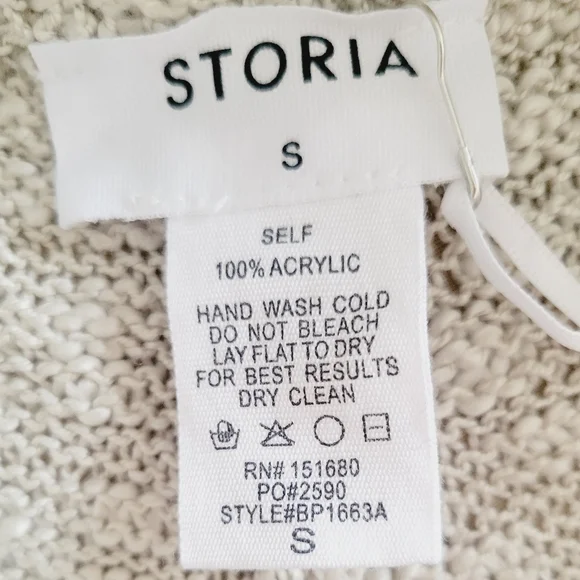 STORIA
S
SELF
100% ACRYLIC
HAND WASH COLD
DO NOT BLEACH
LAY FLAT TO DRY
FOR BEST RESULTS
DRY CLEAN
RN# 151680
PO#2590
STYLE#BP1663A
S